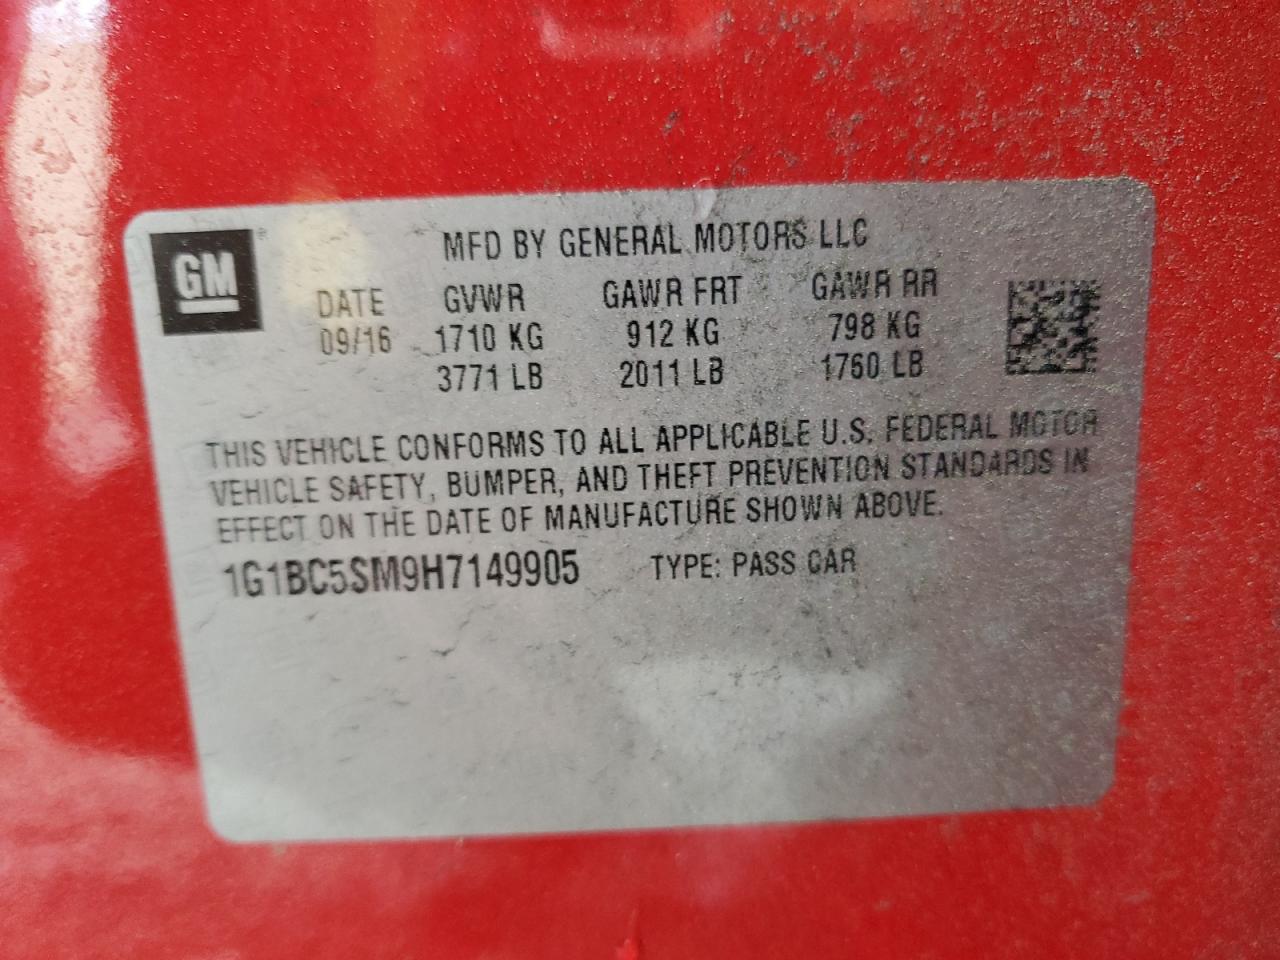 GM
MFD BY GENERAL MOTORS LLC
DATE GVWR GAWR FRT GAWR RR
09/16 1710 KG 912 KG 798 KG
3771 LB 2011 LB 1760 LB
THIS VEHICLE CONFORMS TO ALL APPLICABLE U.S. FEDERAL MOTOR
VEHICLE SAFETY, BUMPER, AND THEFT PREVENTION STANDARDS IN
EFFECT ON THE DATE OF MANUFACTURE SHOWN ABOVE.
1G1BC5SM9H7149905 TYPE: PASS CAR